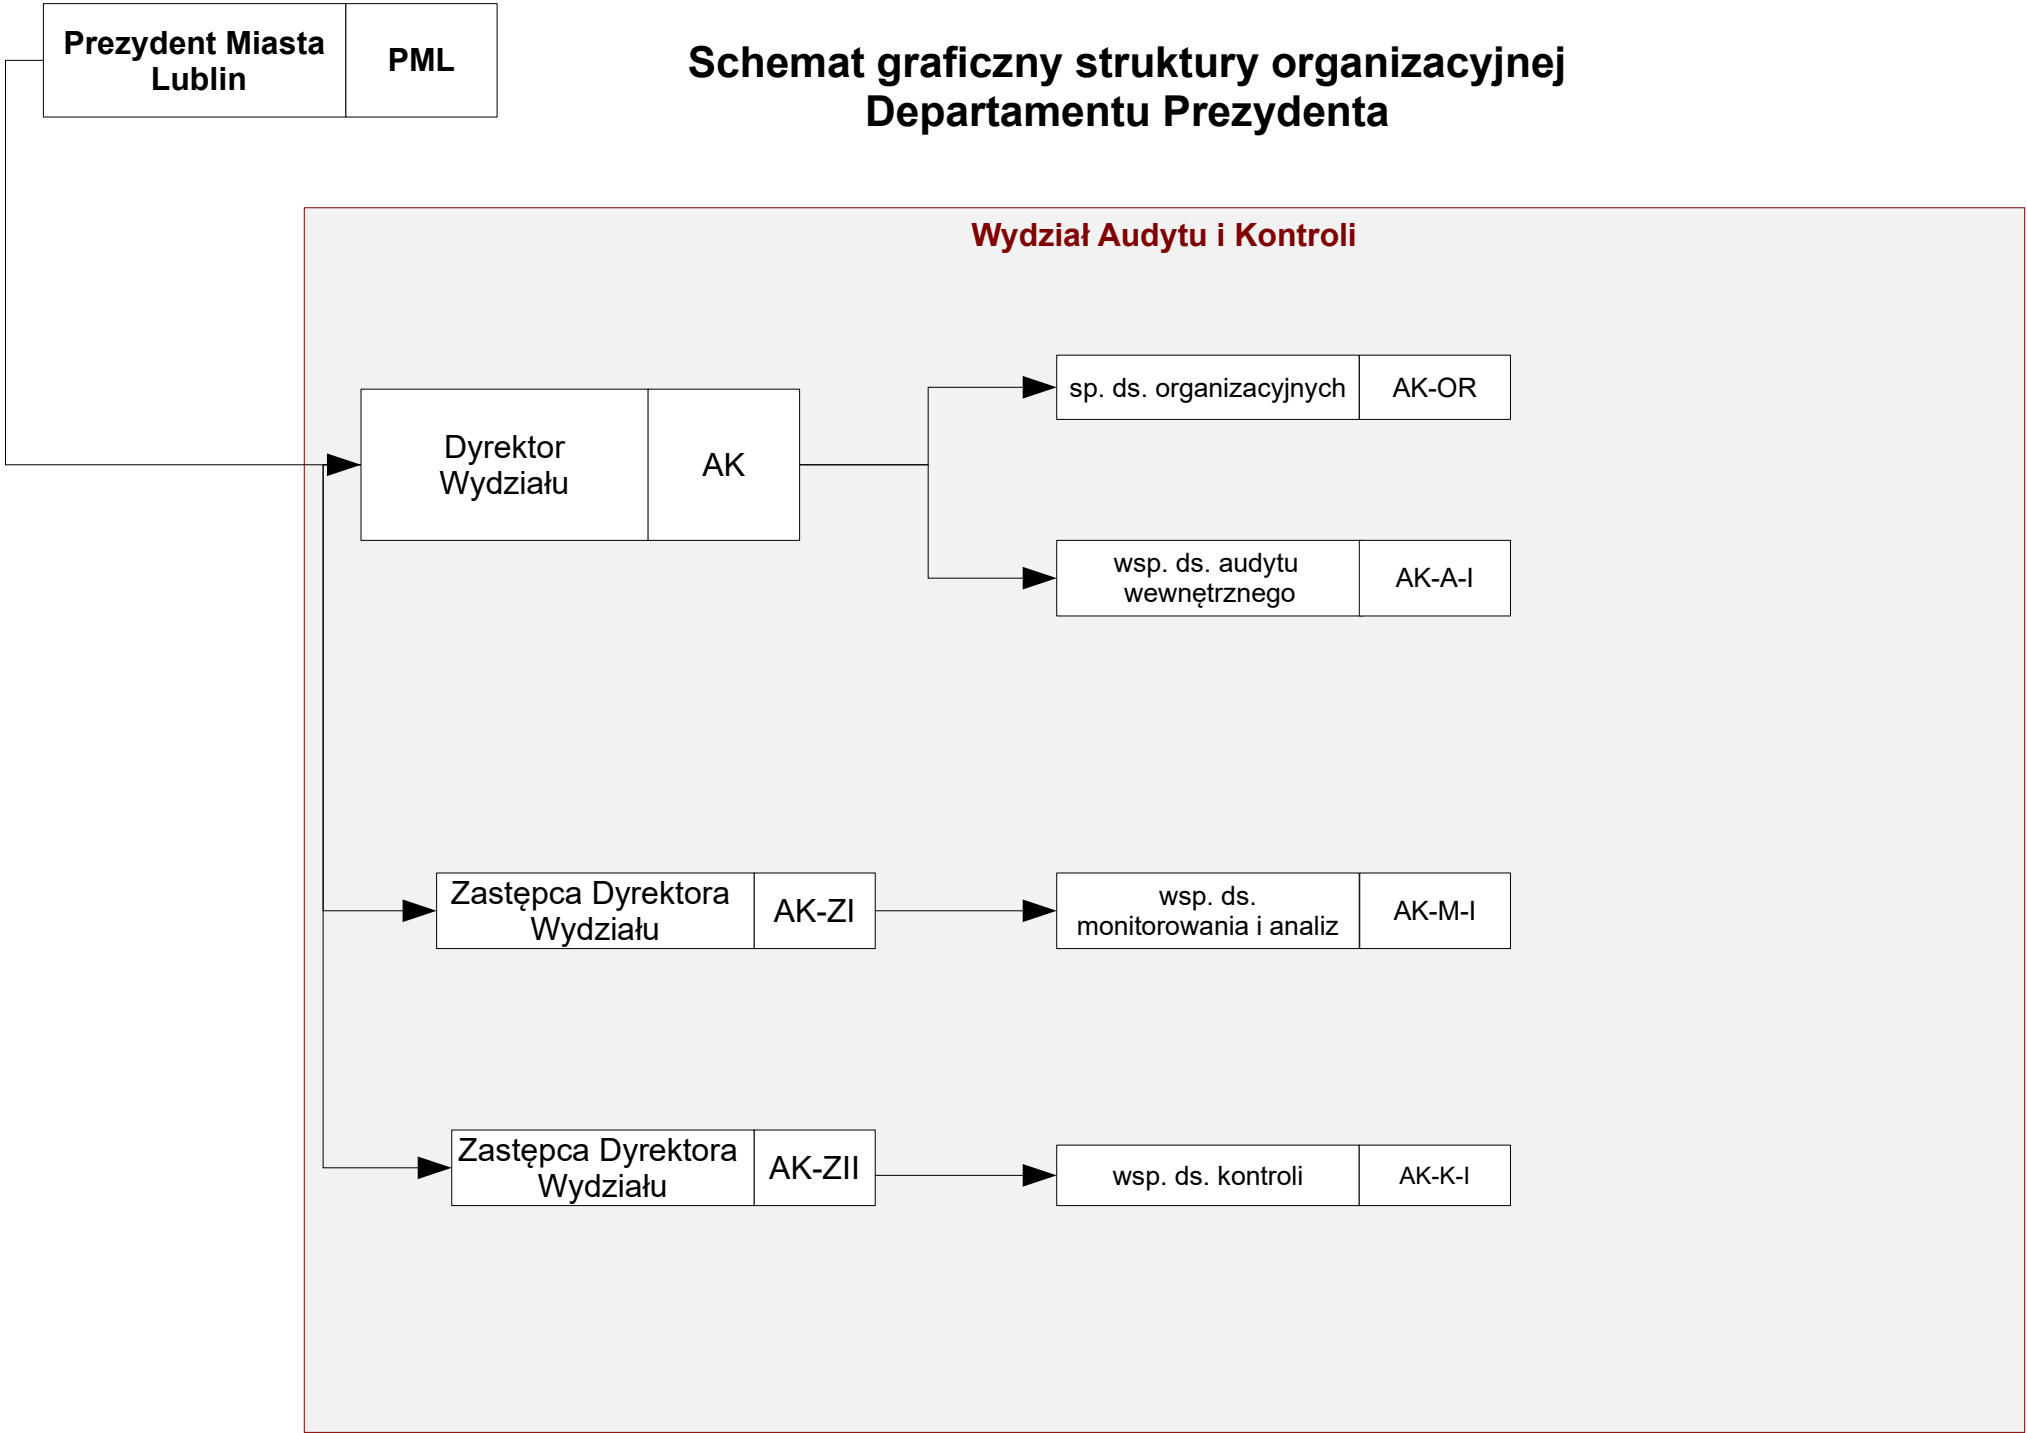 Prezydent Miasta
Lublin
PML
Schemat graficzny struktury organizacyjnej
Departamentu Prezydenta
Wydział Audytu i Kontroli
Dyrektor
Wydziału
AK
sp. ds. organizacyjnych
AK-OR
wsp. ds. audytu
wewnętrznego
AK-A-I
Zastępca Dyrektora
Wydziału
AK-ZI
wsp. ds.
monitorowania i analiz
AK-M-I
Zastępca Dyrektora
Wydziału
AK-ZII
wsp. ds. kontroli
AK-K-I